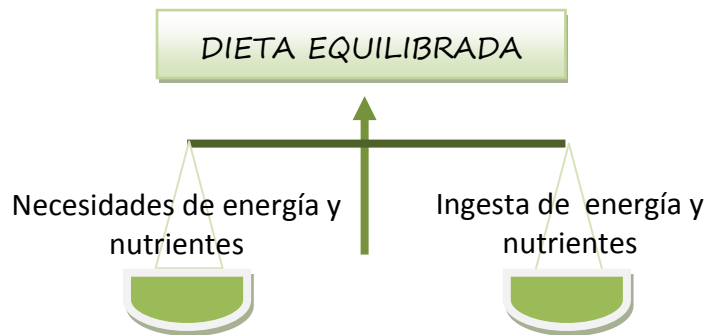 DIETA EQUILIBRADA
Necesidades de energía y
nutrientes
Ingesta de energía y
nutrientes